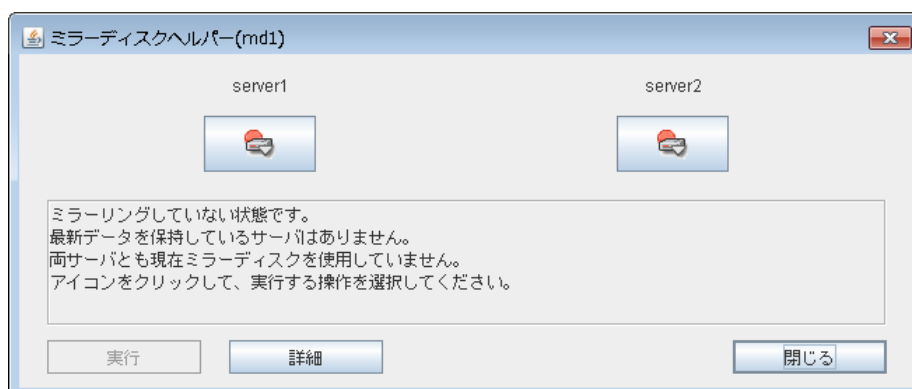 ミラーディスクヘルパー(md1)
server1
server2
ミラーリングしていない状態です。
最新データを保持しているサーバはありません。
両サーバとも現在ミラーディスクを使用していません。
アイコンをクリックして、実行する操作を選択してください。
実行
詳細
閉じる